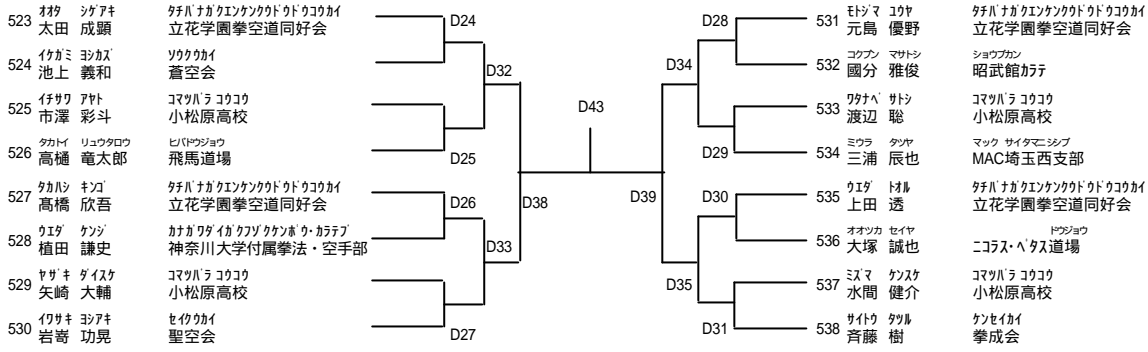 ｵｵﾀ ｼｹﾞｱｷ ﾀﾁﾊﾞﾅｶﾞｸｴﾝｹﾝｸｳﾄﾞｳﾄﾞｳｺｳｶｲ
523 太田 成顕 立花学園拳空道同好会
D24
ｲｹｶﾞﾐ ﾖｼｶｽﾞ ｿｳｸｳｶｲ
524 池上 義和 蒼空会
D32
ｲﾁｻﾜ ｱﾔﾄ ｺﾏﾂﾊﾞﾗ ｺｳｺｳ
525 市澤 彩斗 小松原高校
タカトイ リュウタロウ ヒバドウジョウ
526 高樋 竜太郎 飛馬道場
D25
ﾀｶﾊｼ ｷﾝｺﾞ ﾀﾁﾊﾞﾅｶﾞｸｴﾝｹﾝｸｳﾄﾞｳﾄﾞｳｺｳｶｲ
527 髙橋 欣吾 立花学園拳空道同好会
D26
D38
ｳｴﾀﾞ ｹﾝｼﾞ ｶﾅｶﾞﾜﾀﾞｲｶﾞｸﾌｿﾞｸｹﾝﾎﾟｳ･ｶﾗﾃﾌﾞ
528 植田 謙史 神奈川大学付属拳法・空手部
D33
ﾔｻﾞｷ ﾀﾞｲｽｹ ｺﾏﾂﾊﾞﾗ ｺｳｺｳ
529 矢崎 大輔 小松原高校
ｲﾜｻｷ ﾖｼｱｷ ｾｲｸｳｶｲ
530 岩嵜 功晃 聖空会
D27
D43
ﾓﾄｼﾞﾏ ﾕｳﾔ ﾀﾁﾊﾞﾅｶﾞｸｴﾝｹﾝｸｳﾄﾞｳﾄﾞｳｺｳｶｲ
D28
531 元島 優野 立花学園拳空道同好会
コクブン マサトシ ショウブカン
532 國分 雅俊 昭武館カラテ
D34
ﾜﾀﾅﾍﾞ ｻﾄｼ ｺﾏﾂﾊﾞﾗ ｺｳｺｳ
533 渡辺 聡 小松原高校
ミウラ タツヤ マック サイタマニシシブ
534 三浦 辰也 MAC埼玉西支部
D29
ｳｴﾀﾞ ﾄｵﾙ ﾀﾁﾊﾞﾅｶﾞｸｴﾝｹﾝｸｳﾄﾞｳﾄﾞｳｺｳｶｲ
535 上田 透 立花学園拳空道同好会
D39
D30
オオツカ セイヤ ドウジョウ
536 大塚 誠也 ﾆｺﾗｽ･ﾍﾟﾀｽ道場
ﾐｽﾞﾏ ｹﾝｽｹ ｺﾏﾂﾊﾞﾗ ｺｳｺｳ
D35
537 水間 健介 小松原高校
ｻｲﾄｳ ﾀﾂﾙ ｹﾝｾｲｶｲ
538 斉藤 樹 拳成会
D31